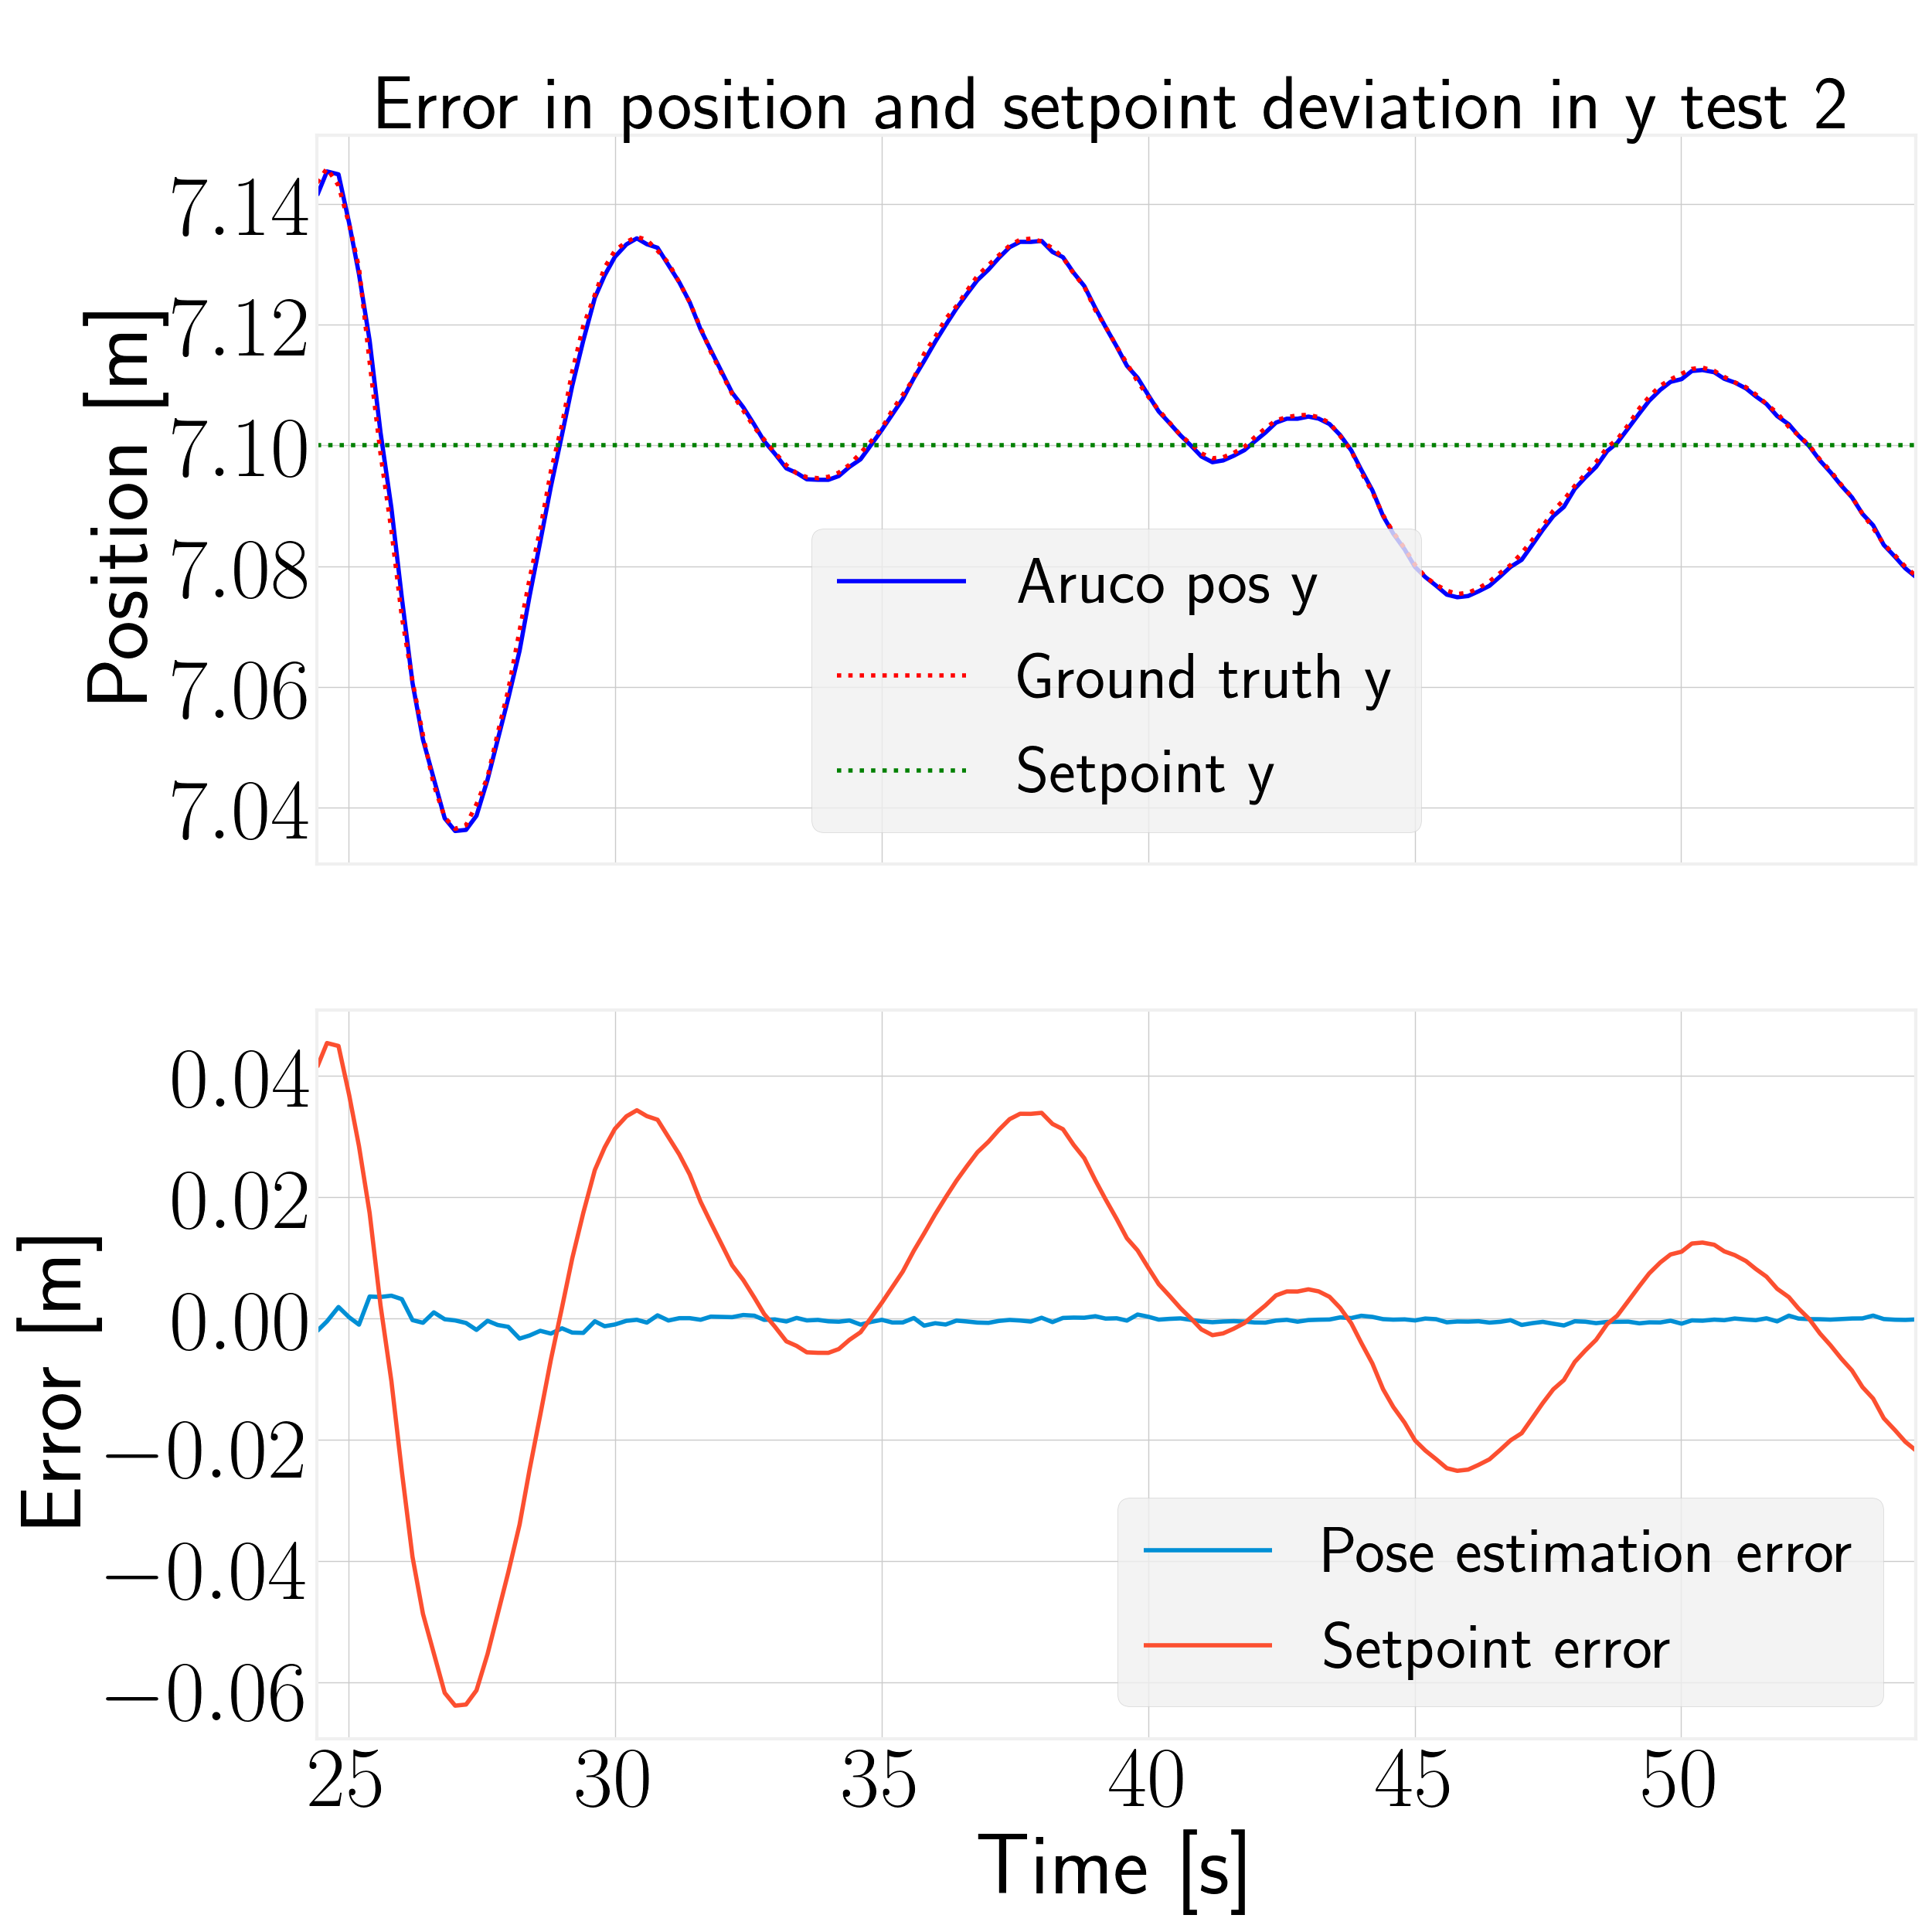 Error in position and setpoint deviation in y test 2
Position [m]
7.14
7.12
7.10
7.08
7.06
7.04
Aruco pos y
Ground truth y
Setpoint y
Error [m]
0.04
0.02
0.00
−0.02
−0.04
−0.06
Pose estimation error
Setpoint error
25 30 35 40 45 50
Time [s]